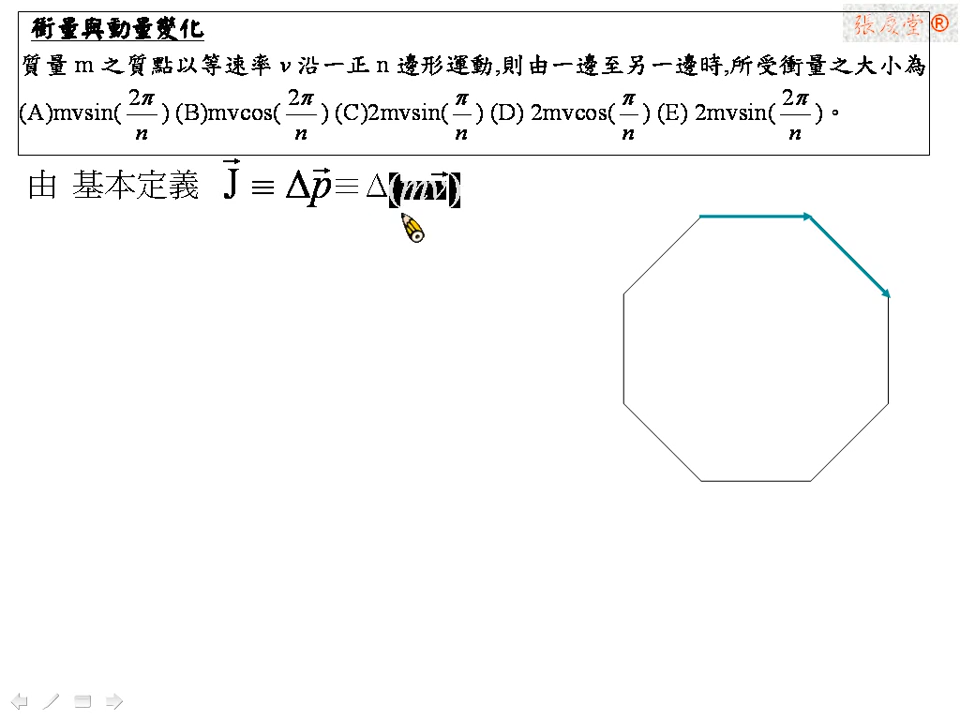 衝量與動量變化
張度堂®
質量 m 之質點以等速率 v 沿一正 n 邊形運動,則由一邊至另一邊時,所受衝量之大小為
(A)mvsin(2π/n) (B)mvcos(2π/n) (C)2mvsin(π/n) (D) 2mvcos(π/n) (E) 2mvsin(2π/n)。
由 基本定義 J⃗ ≡ Δp⃗ ≡ Δ(mv⃗)